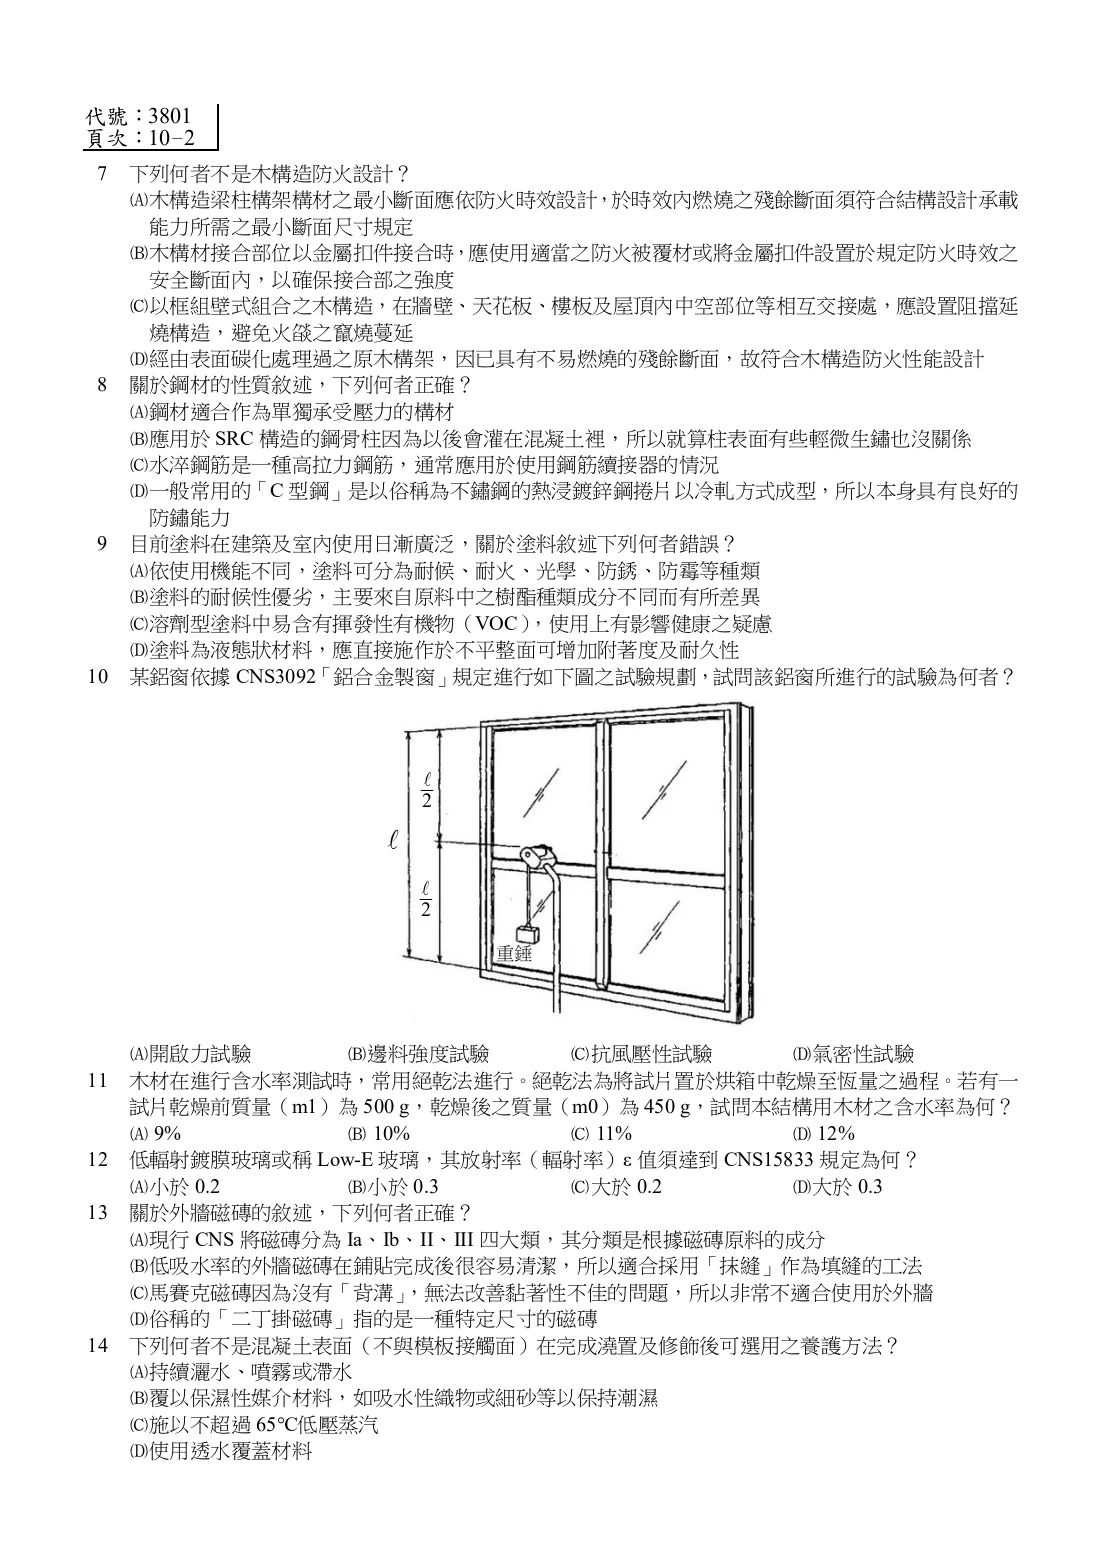 代號：3801
頁次：10-2
7 下列何者不是木構造防火設計？
(A)木構造梁柱構架構材之最小斷面應依防火時效設計，於時效內燃燒之殘餘斷面須符合結構設計承載
能力所需之最小斷面尺寸規定
(B)木構材接合部位以金屬扣件接合時，應使用適當之防火被覆材或將金屬扣件設置於規定防火時效之
安全斷面內，以確保接合部之強度
(C)以框組壁式組合之木構造，在牆壁、天花板、樓板及屋頂內中空部位等相互交接處，應設置阻擋延
燒構造，避免火燄之竄燒蔓延
(D)經由表面碳化處理過之原木構架，因已具有不易燃燒的殘餘斷面，故符合木構造防火性能設計
8 關於鋼材的性質敘述，下列何者正確？
(A)鋼材適合作為單獨承受壓力的構材
(B)應用於 SRC 構造的鋼骨柱因為以後會灌在混凝土裡，所以就算柱表面有些輕微生鏽也沒關係
(C)水淬鋼筋是一種高拉力鋼筋，通常應用於使用鋼筋續接器的情況
(D)一般常用的「C 型鋼」是以俗稱為不鏽鋼的熱浸鍍鋅鋼捲片以冷軋方式成型，所以本身具有良好的
防鏽能力
9 目前塗料在建築及室內使用日漸廣泛，關於塗料敘述下列何者錯誤？
(A)依使用機能不同，塗料可分為耐候、耐火、光學、防銹、防霉等種類
(B)塗料的耐候性優劣，主要來自原料中之樹酯種類成分不同而有所差異
(C)溶劑型塗料中易含有揮發性有機物（VOC），使用上有影響健康之疑慮
(D)塗料為液態狀材料，應直接施作於不平整面可增加附著度及耐久性
10 某鋁窗依據 CNS3092「鋁合金製窗」規定進行如下圖之試驗規劃，試問該鋁窗所進行的試驗為何者？
ℓ/2
ℓ
ℓ/2
重錘
(A)開啟力試驗 (B)邊料強度試驗 (C)抗風壓性試驗 (D)氣密性試驗
11 木材在進行含水率測試時，常用絕乾法進行。絕乾法為將試片置於烘箱中乾燥至恆量之過程。若有一
試片乾燥前質量（m1）為 500 g，乾燥後之質量（m0）為 450 g，試問本結構用木材之含水率為何？
(A) 9% (B) 10% (C) 11% (D) 12%
12 低輻射鍍膜玻璃或稱 Low-E 玻璃，其放射率（輻射率）ε 值須達到 CNS15833 規定為何？
(A)小於 0.2 (B)小於 0.3 (C)大於 0.2 (D)大於 0.3
13 關於外牆磁磚的敘述，下列何者正確？
(A)現行 CNS 將磁磚分為 Ia、Ib、II、III 四大類，其分類是根據磁磚原料的成分
(B)低吸水率的外牆磁磚在鋪貼完成後很容易清潔，所以適合採用「抹縫」作為填縫的工法
(C)馬賽克磁磚因為沒有「背溝」，無法改善黏著性不佳的問題，所以非常不適合使用於外牆
(D)俗稱的「二丁掛磁磚」指的是一種特定尺寸的磁磚
14 下列何者不是混凝土表面（不與模板接觸面）在完成澆置及修飾後可選用之養護方法？
(A)持續灑水、噴霧或滯水
(B)覆以保濕性媒介材料，如吸水性織物或細砂等以保持潮濕
(C)施以不超過 65℃低壓蒸汽
(D)使用透水覆蓋材料